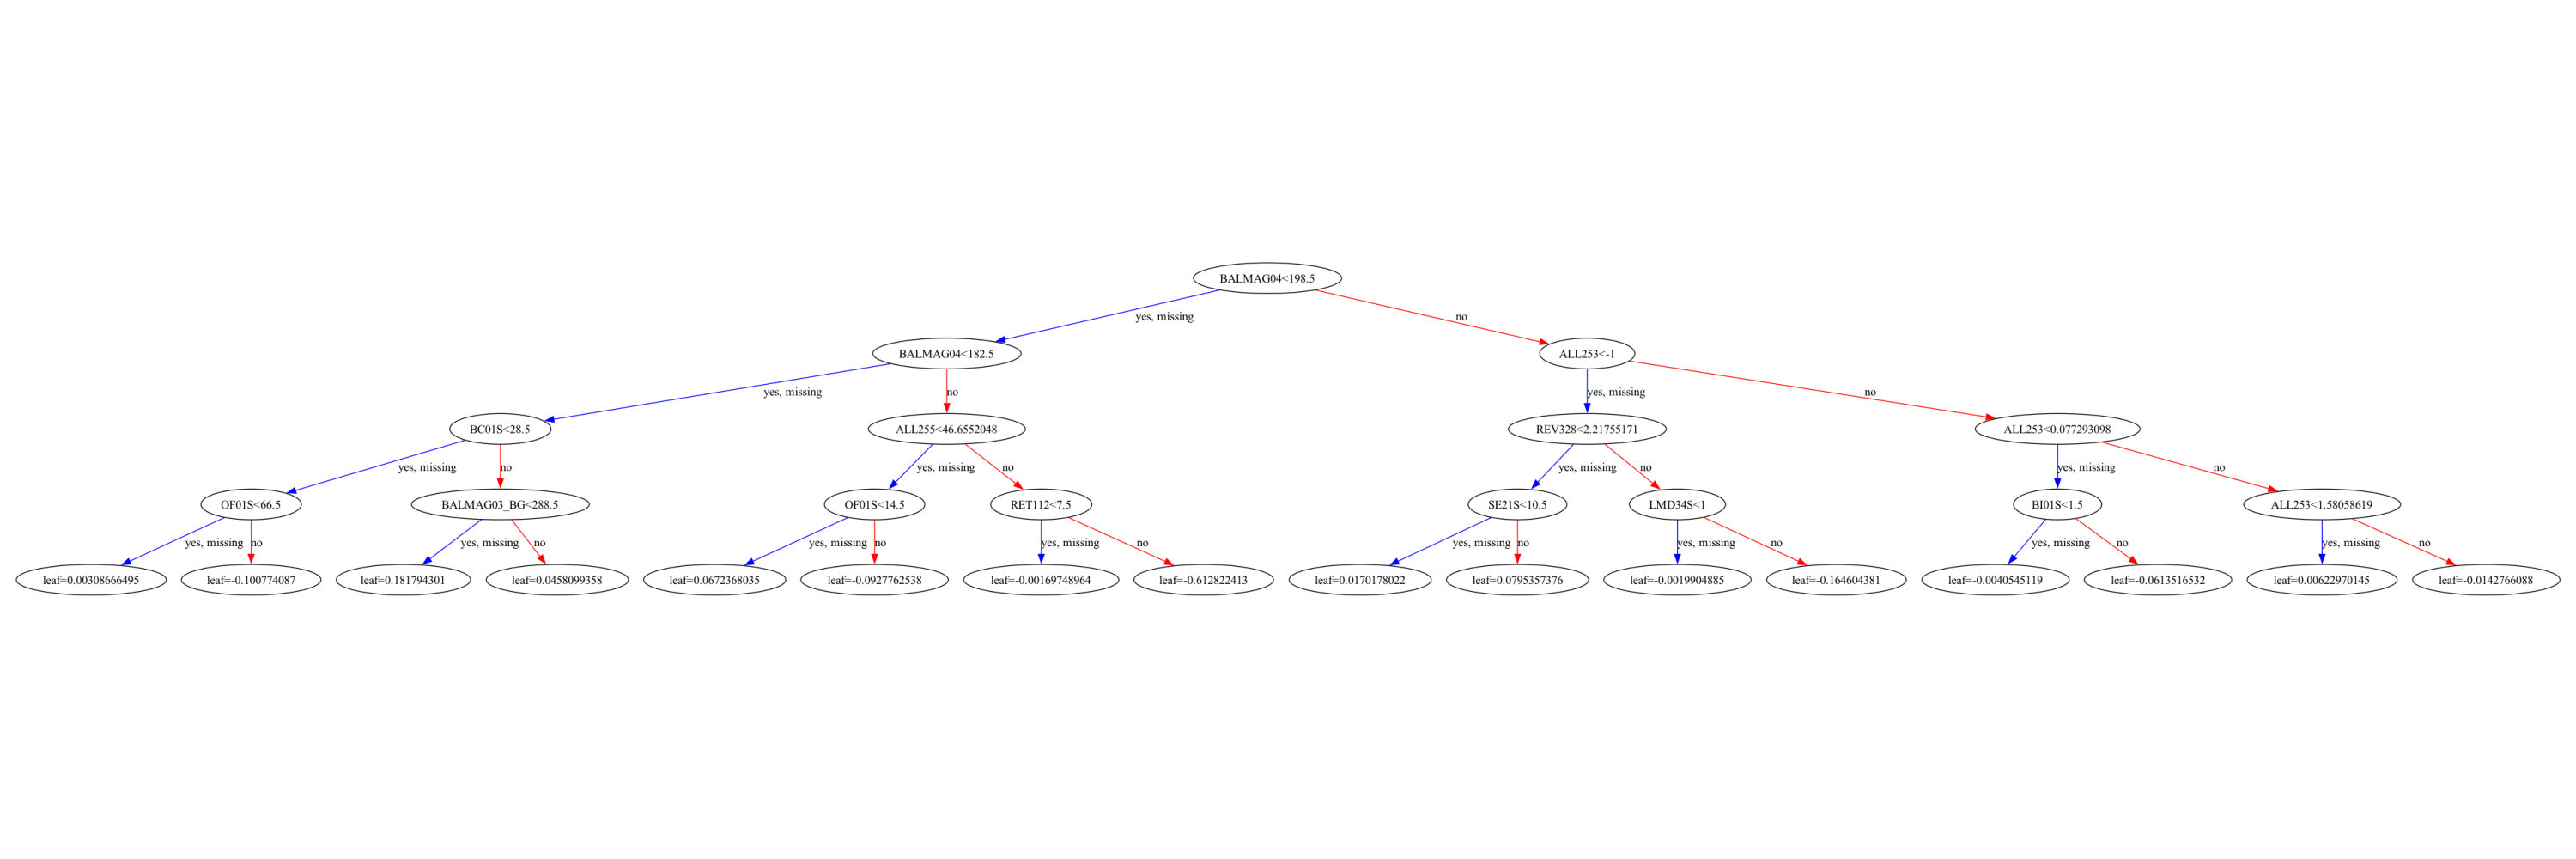 BALMAG04<198.5
yes, missing
no
BALMAG04<182.5
ALL253<-1
yes, missing
no
yes, missing
no
BC01S<28.5
ALL255<46.6552048
REV328<2.21755171
ALL253<0.077293098
yes, missing
no
yes, missing
no
yes, missing
no
yes, missing
no
OF01S<66.5
BALMAG03_BG<288.5
OF01S<14.5
RET112<7.5
SE21S<10.5
LMD34S<1
BI01S<1.5
ALL253<1.58058619
yes, missing
no
yes, missing
no
yes, missing
no
yes, missing
no
yes, missing
no
yes, missing
no
yes, missing
no
yes, missing
no
leaf=0.00308666495
leaf=-0.100774087
leaf=0.181794301
leaf=0.0458099358
leaf=0.0672368035
leaf=-0.0927762538
leaf=-0.00169748964
leaf=-0.612822413
leaf=0.0170178022
leaf=0.0795357376
leaf=-0.0019904885
leaf=-0.164604381
leaf=-0.0040545119
leaf=-0.0613516532
leaf=0.00622970145
leaf=-0.0142766088